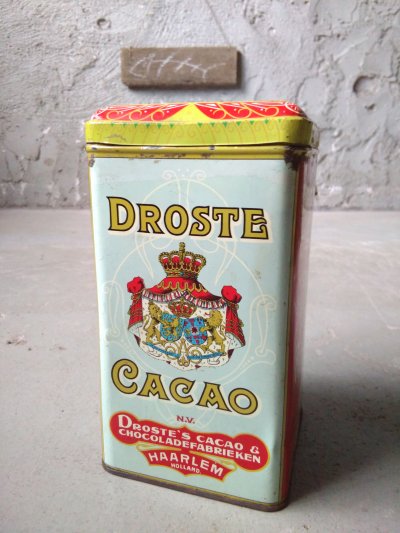 DROSTE
CACAO
N.V.
DROSTE'S CACAO &
CHOCOLADEFABRIEKEN
HAARLEM
HOLLAND.